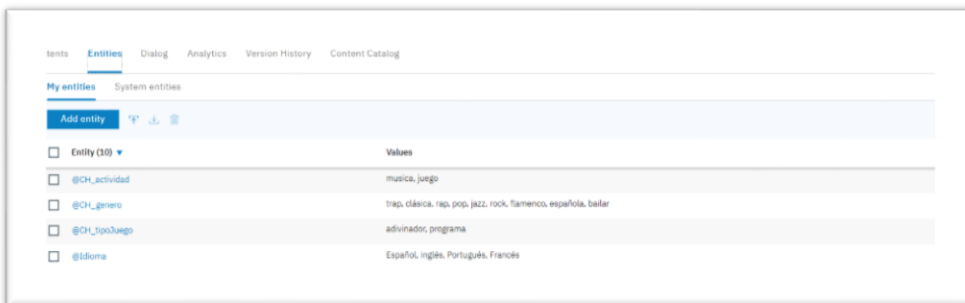 tents Entities Dialog Analytics Version History Content Catalog
My entities System entities
Add entity
Entity (10) ▼ Values
@CH_actividad musica, juego
@CH_genero trap, clásica, rap, pop, jazz, rock, flamenco, española, bailar
@CH_tipoJuego adivinador, programa
@Idioma Español, inglés, Portugués, Francés